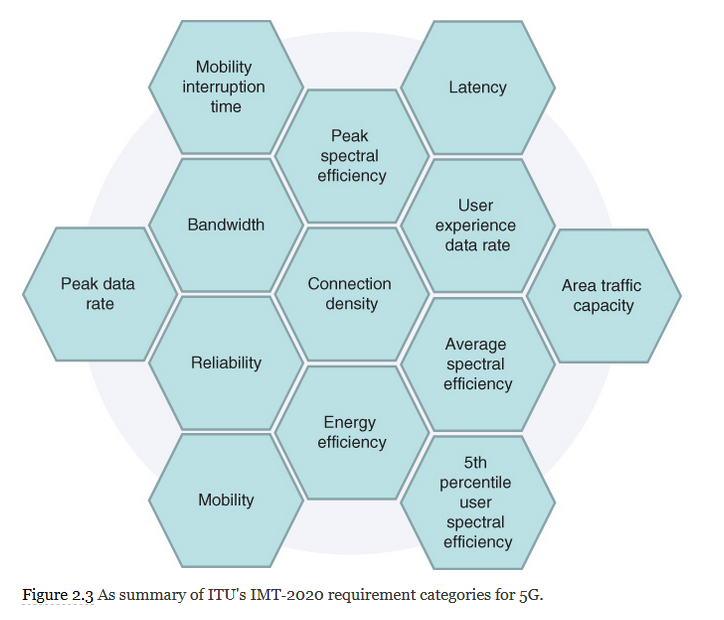 Mobility
interruption
time
Latency
Peak
spectral
efficiency
Bandwidth
User
experience
data rate
Peak data
rate
Connection
density
Area traffic
capacity
Reliability
Average
spectral
efficiency
Energy
efficiency
Mobility
5th
percentile
user
spectral
efficiency
Figure 2.3 As summary of ITU's IMT-2020 requirement categories for 5G.